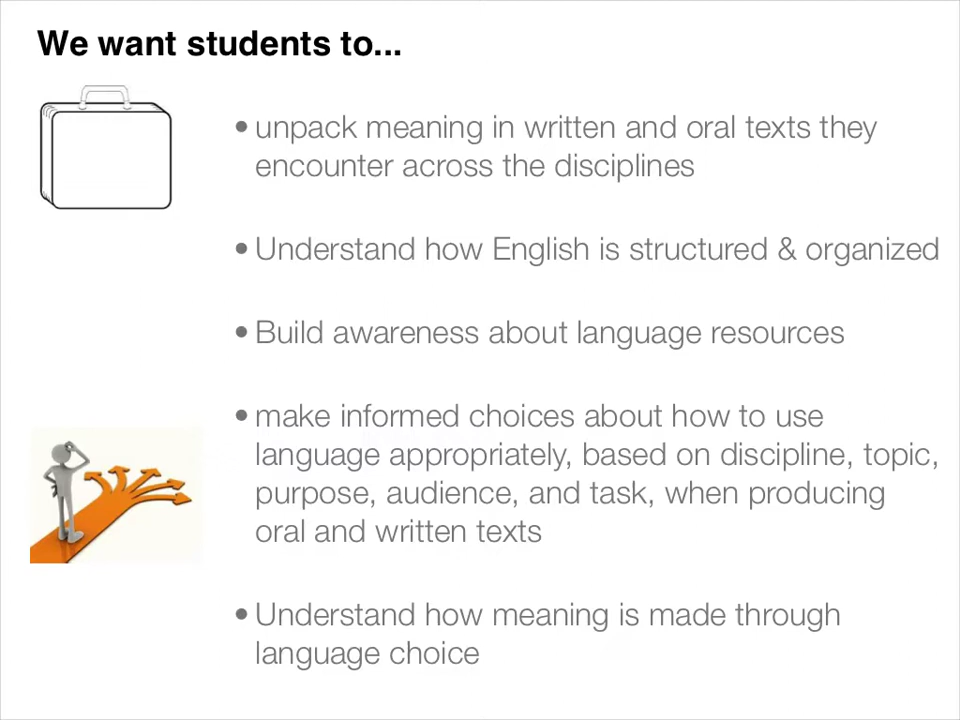 We want students to...
• unpack meaning in written and oral texts they
encounter across the disciplines
• Understand how English is structured & organized
• Build awareness about language resources
• make informed choices about how to use
language appropriately, based on discipline, topic,
purpose, audience, and task, when producing
oral and written texts
• Understand how meaning is made through
language choice